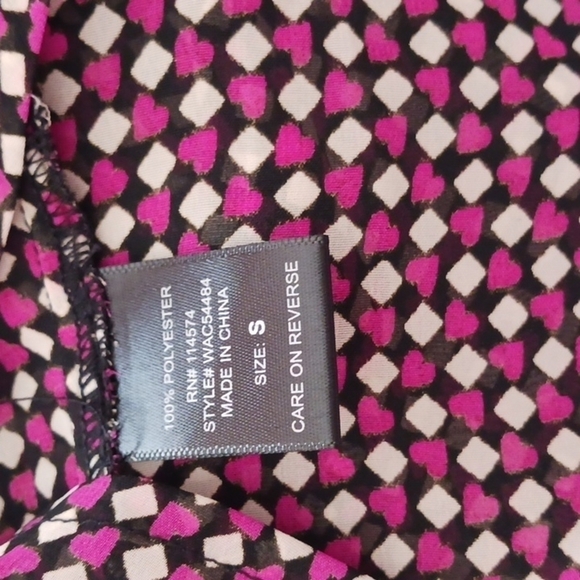 100% POLYESTER
RN# 114574
STYLE# WAC54484
MADE IN CHINA
SIZE: S
CARE ON REVERSE